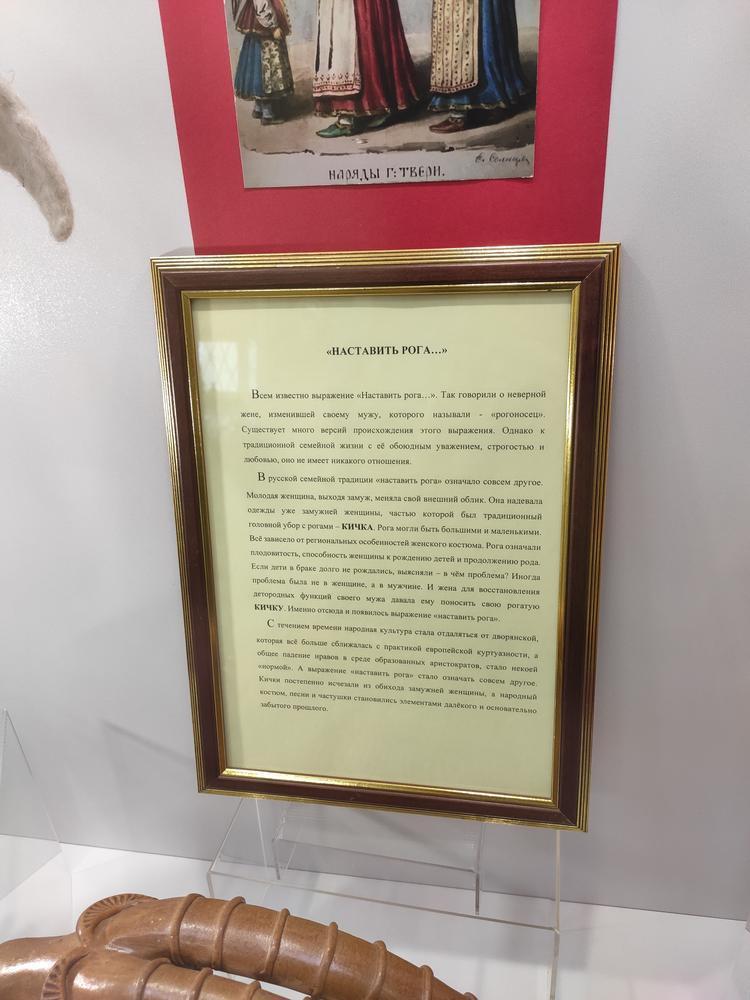 НАРЯДЫ Г: ТВЕРИ.
«НАСТАВИТЬ РОГА…»
Всем известно выражение «Наставить рога…». Так говорили о неверной
жене, изменившей своему мужу, которого называли - «рогоносец».
Существует много версий происхождения этого выражения. Однако к
традиционной семейной жизни с её обоюдным уважением, строгостью и
любовью, оно не имеет никакого отношения.
В русской семейной традиции «наставить рога» означало совсем другое.
Молодая женщина, выходя замуж, меняла свой внешний облик. Она надевала
одежды уже замужней женщины, частью которой был традиционный
головной убор с рогами – КИЧКА. Рога могли быть большими и маленькими.
Всё зависело от региональных особенностей женского костюма. Рога означали
плодовитость, способность женщины к рождению детей и продолжению рода.
Если дети в браке долго не рождались, выясняли – в чём проблема? Иногда
проблема была не в женщине, а в мужчине. И жена для восстановления
детородных функций своего мужа давала ему поносить свою рогатую
КИЧКУ. Именно отсюда и появилось выражение «наставить рога».
С течением времени народная культура стала отдаляться от дворянской,
которая всё больше сближалась с практикой европейской куртуазности, а
общее падение нравов в среде образованных аристократов, стало некоей
«нормой». А выражение «наставить рога» стало означать совсем другое.
Кички постепенно исчезали из обихода замужней женщины, а народный
костюм, песни и частушки становились элементами далёкого и основательно
забытого прошлого.